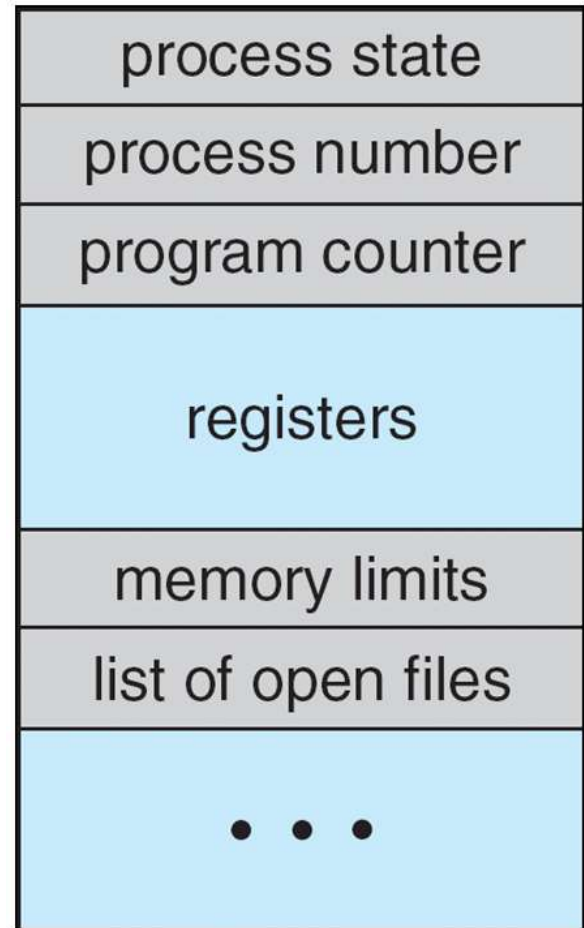 process state
process number
program counter
registers
memory limits
list of open files
• • •